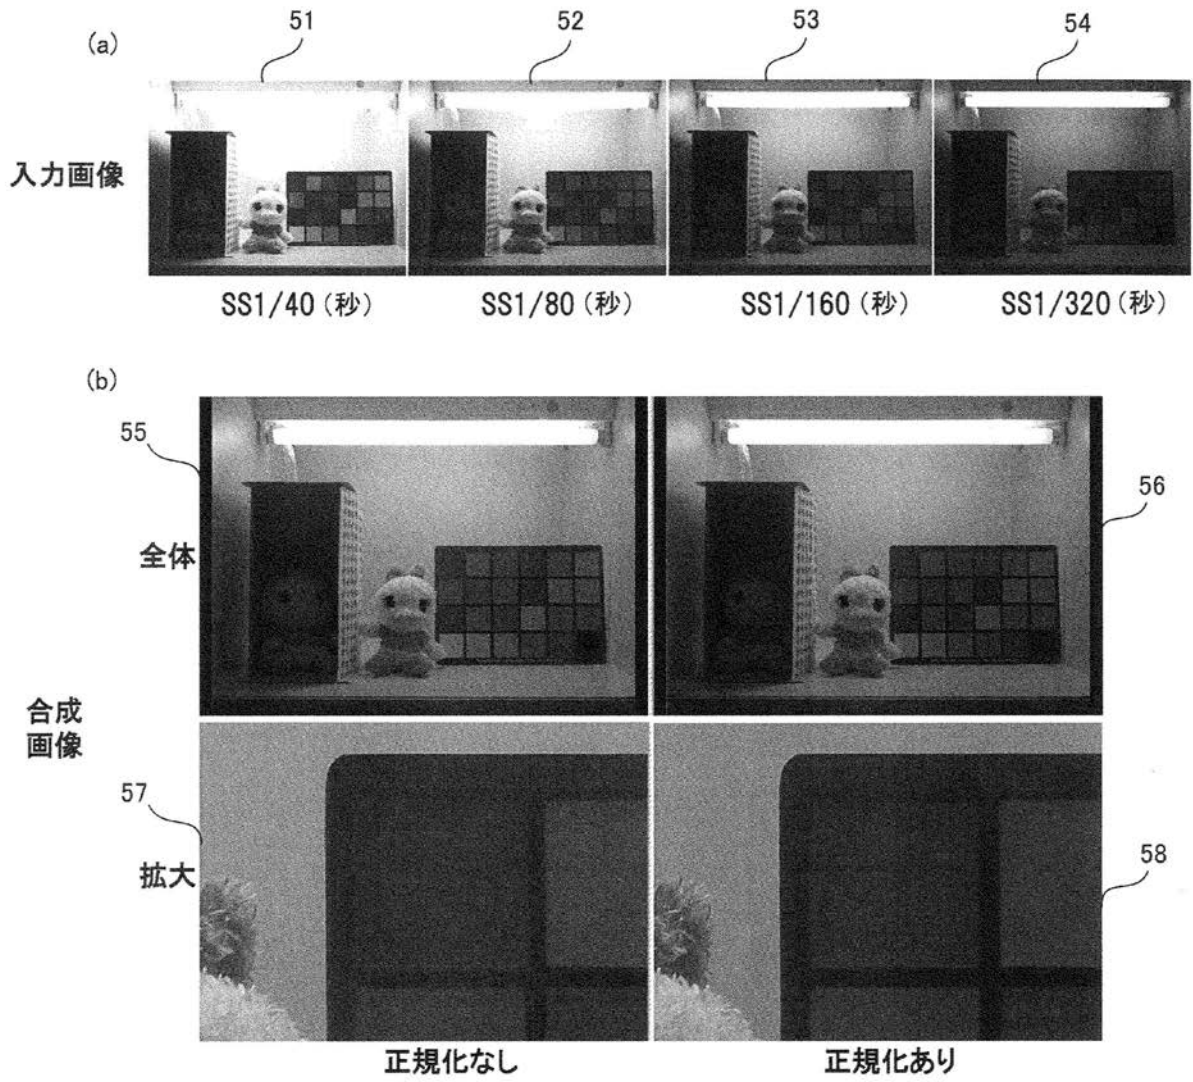 (a)
51
52
53
54
入力画像
SS1/40(秒)
SS1/80(秒)
SS1/160(秒)
SS1/320(秒)
(b)
55
56
全体
合成
画像
57
58
拡大
正規化なし
正規化あり